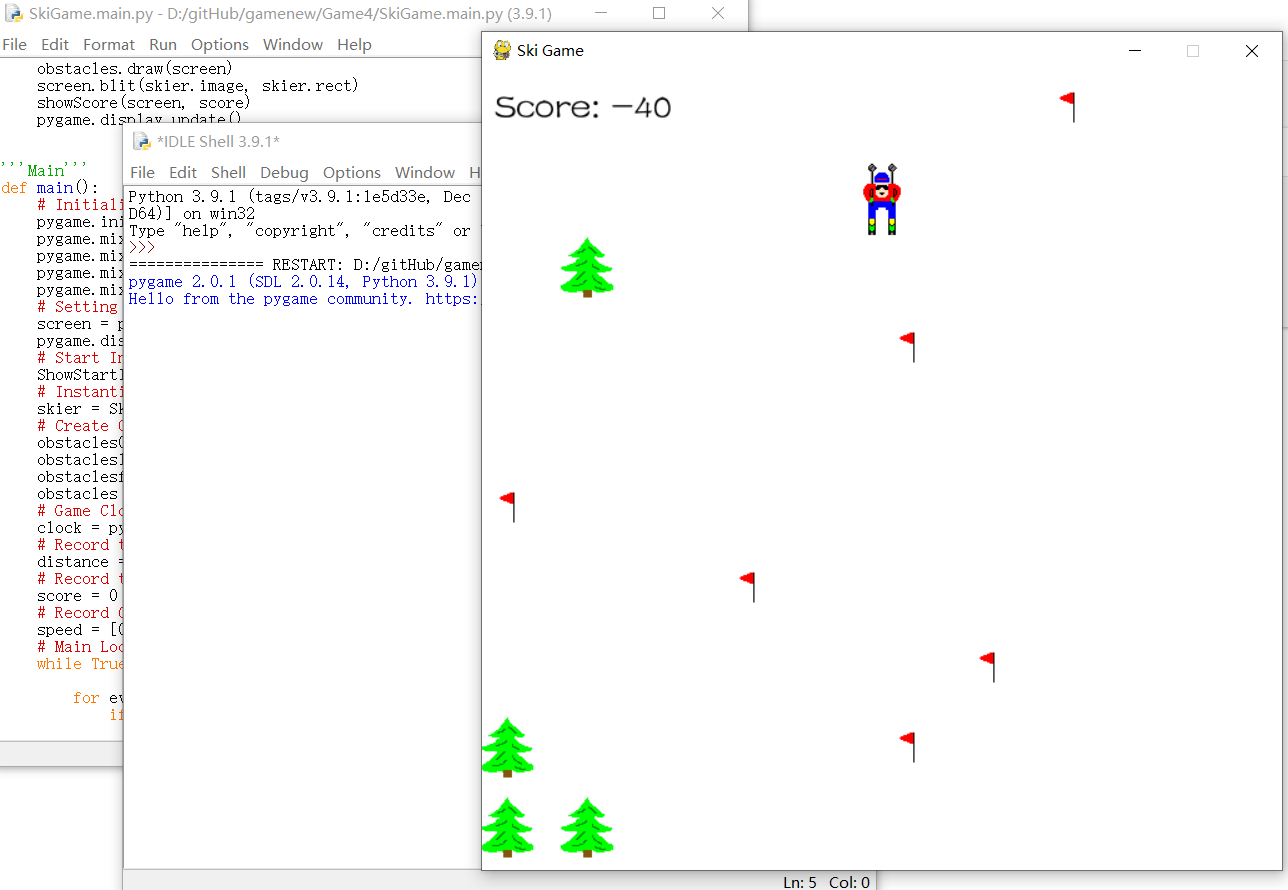 SkiGame.main.py - D:/gitHub/gamenew/Game4/SkiGame.main.py (3.9.1)
File Edit Format Run Options Window Help
obstacles.draw(screen)
screen.blit(skier.image, skier.rect)
showScore(screen, score)
pygame.display.update()
'''Main'''
def main():
# Initiali
pygame.ini
pygame.mix
pygame.mix
pygame.mix
pygame.mix
# Setting
screen = p
pygame.dis
# Start In
ShowStartI
# Instanti
skier = Sk
# Create O
obstacles0
obstacles1
obstaclesf
obstacles
# Game Clo
clock = py
# Record t
distance =
# Record t
score = 0
# Record C
speed = [0
# Main Loo
while True
for ev
if
*IDLE Shell 3.9.1*
File Edit Shell Debug Options Window H
Python 3.9.1 (tags/v3.9.1:1e5d33e, Dec
D64)] on win32
Type "help", "copyright", "credits" or
>>>
=============== RESTART: D:/gitHub/gamen
pygame 2.0.1 (SDL 2.0.14, Python 3.9.1)
Hello from the pygame community. https:
Ln: 5 Col: 0
Ski Game
Score: -40